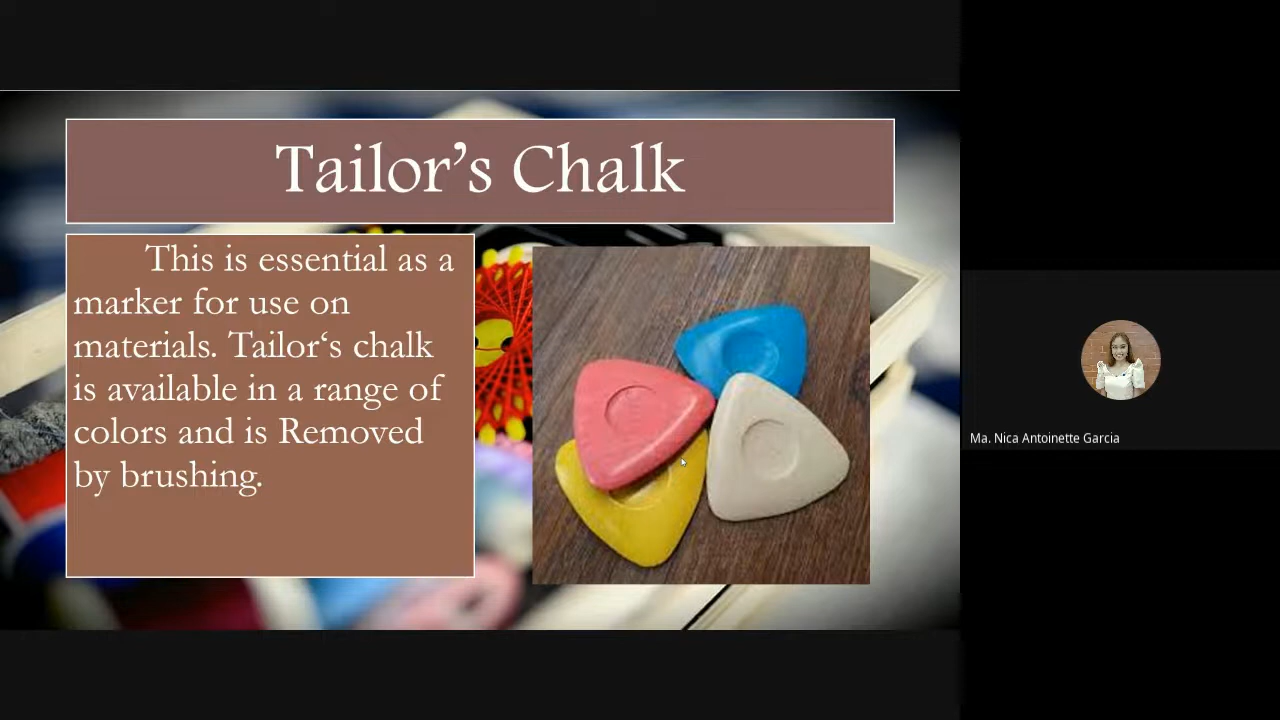 Tailor’s Chalk
This is essential as a
marker for use on
materials. Tailor‘s chalk
is available in a range of
colors and is Removed
by brushing.
Ma. Nica Antoinette Garcia